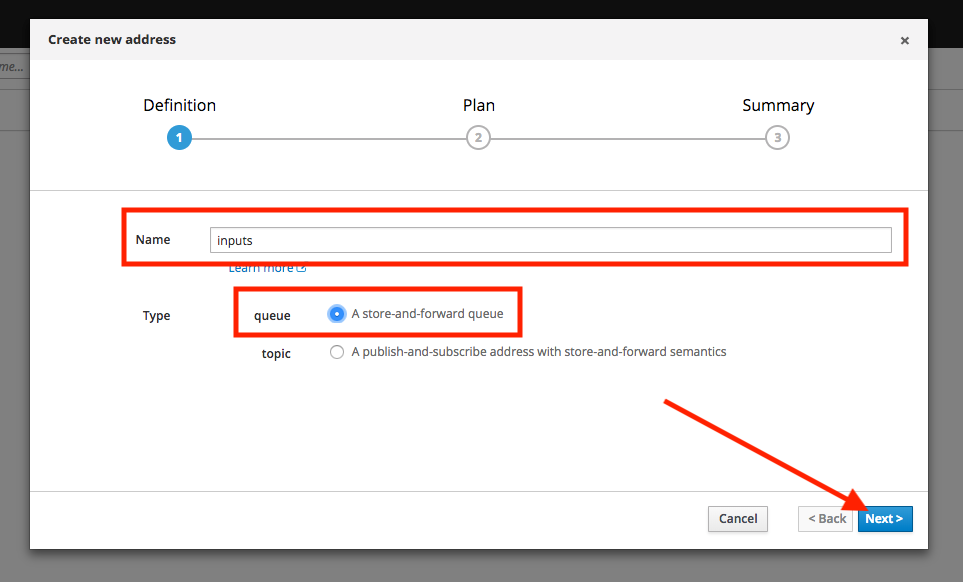 Create new address ×
me...
Definition Plan Summary
1 2 3
Name inputs
Learn more
Type queue A store-and-forward queue
topic A publish-and-subscribe address with store-and-forward semantics
Cancel < Back Next >